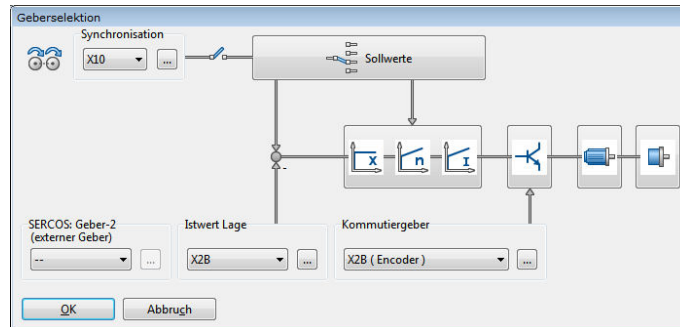 Geberselektion
Synchronisation
X10
...
Sollwerte
X
n
I
-
SERCOS: Geber-2
(externer Geber)
--
...
Istwert Lage
X2B
...
Kommutiergeber
X2B ( Encoder )
...
OK
Abbruch